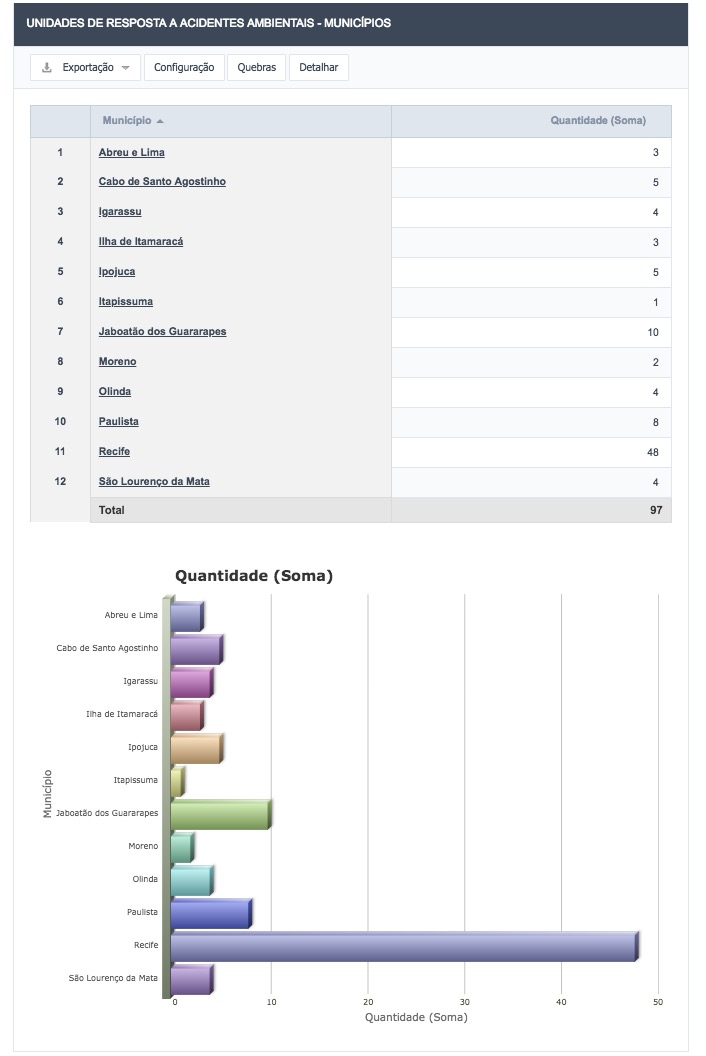 UNIDADES DE RESPOSTA A ACIDENTES AMBIENTAIS - MUNICÍPIOS
Exportação Configuração Quebras Detalhar
Município Quantidade (Soma)
1 Abreu e Lima 3
2 Cabo de Santo Agostinho 5
3 Igarassu 4
4 Ilha de Itamaracá 3
5 Ipojuca 5
6 Itapissuma 1
7 Jaboatão dos Guararapes 10
8 Moreno 2
9 Olinda 4
10 Paulista 8
11 Recife 48
12 São Lourenço da Mata 4
Total 97
Quantidade (Soma)
Município
Abreu e Lima
Cabo de Santo Agostinho
Igarassu
Ilha de Itamaracá
Ipojuca
Itapissuma
Jaboatão dos Guararapes
Moreno
Olinda
Paulista
Recife
São Lourenço da Mata
0 10 20 30 40 50
Quantidade (Soma)